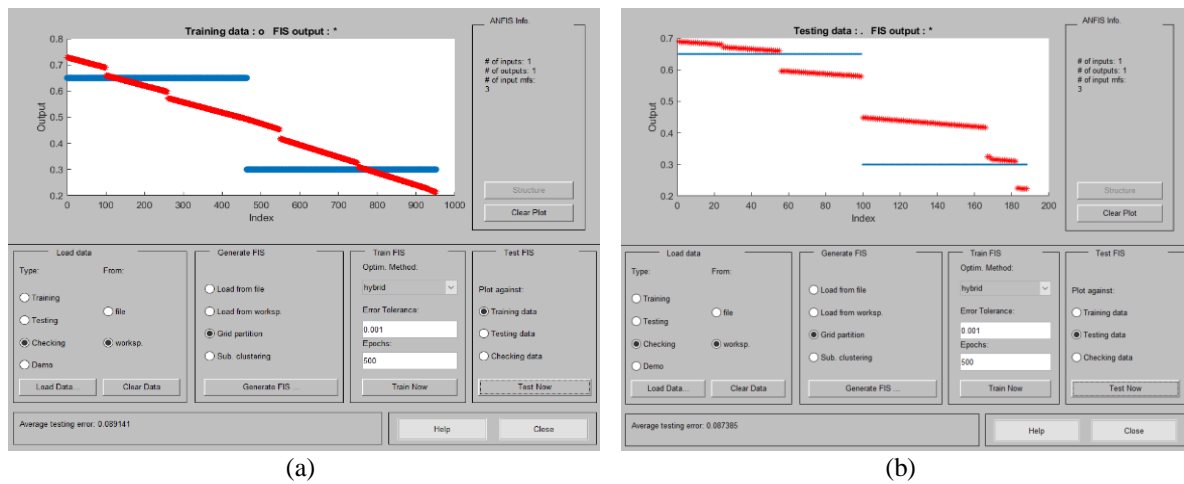 Training data : o   FIS output : *
0.8
0.7
0.6
0.5
0.4
0.3
0.2
Output
0 100 200 300 400 500 600 700 800 900 1000
Index
ANFIS Info.
# of inputs: 1
# of outputs: 1
# of input mfs:
3
Structure
Clear Plot
Load data
Type:
From:
Training
Testing
Checking
Demo
file
worksp.
Load Data...
Clear Data
Generate FIS
Load from file
Load from worksp.
Grid partition
Sub. clustering
Generate FIS ...
Train FIS
Optim. Method:
hybrid
Error Tolerance:
0.001
Epochs:
500
Train Now
Test FIS
Plot against:
Training data
Testing data
Checking data
Test Now
Average testing error: 0.089141
Help
Close
(a)
Testing data : .   FIS output : *
0.7
0.6
0.5
0.4
0.3
0.2
Output
0 20 40 60 80 100 120 140 160 180 200
Index
ANFIS Info.
# of inputs: 1
# of outputs: 1
# of input mfs:
3
Structure
Clear Plot
Load data
Type:
From:
Training
Testing
Checking
Demo
file
worksp.
Load Data...
Clear Data
Generate FIS
Load from file
Load from worksp.
Grid partition
Sub. clustering
Generate FIS ...
Train FIS
Optim. Method:
hybrid
Error Tolerance:
0.001
Epochs:
500
Train Now
Test FIS
Plot against:
Training data
Testing data
Checking data
Test Now
Average testing error: 0.087385
Help
Close
(b)